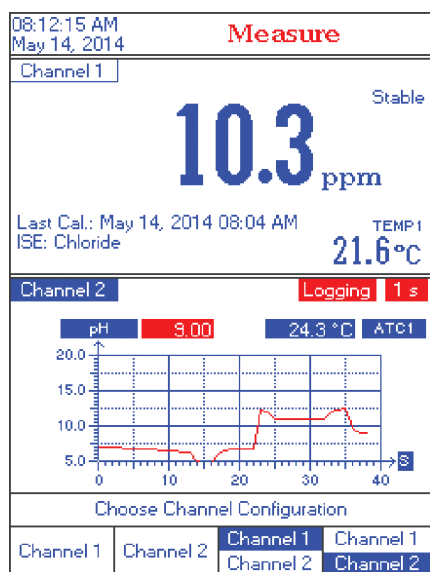 08:12:15 AM
May 14, 2014
Measure
Channel 1
Stable
10.3 ppm
Last Cal.: May 14, 2014 08:04 AM
ISE: Chloride
TEMP1
21.6°C
Channel 2
Logging 1 s
pH 9.00 24.3 °C ATC1
20.0
15.0
10.0
5.0
0 10 20 30 40 S
Choose Channel Configuration
Channel 1 Channel 2 Channel 1 Channel 1
Channel 2 Channel 2